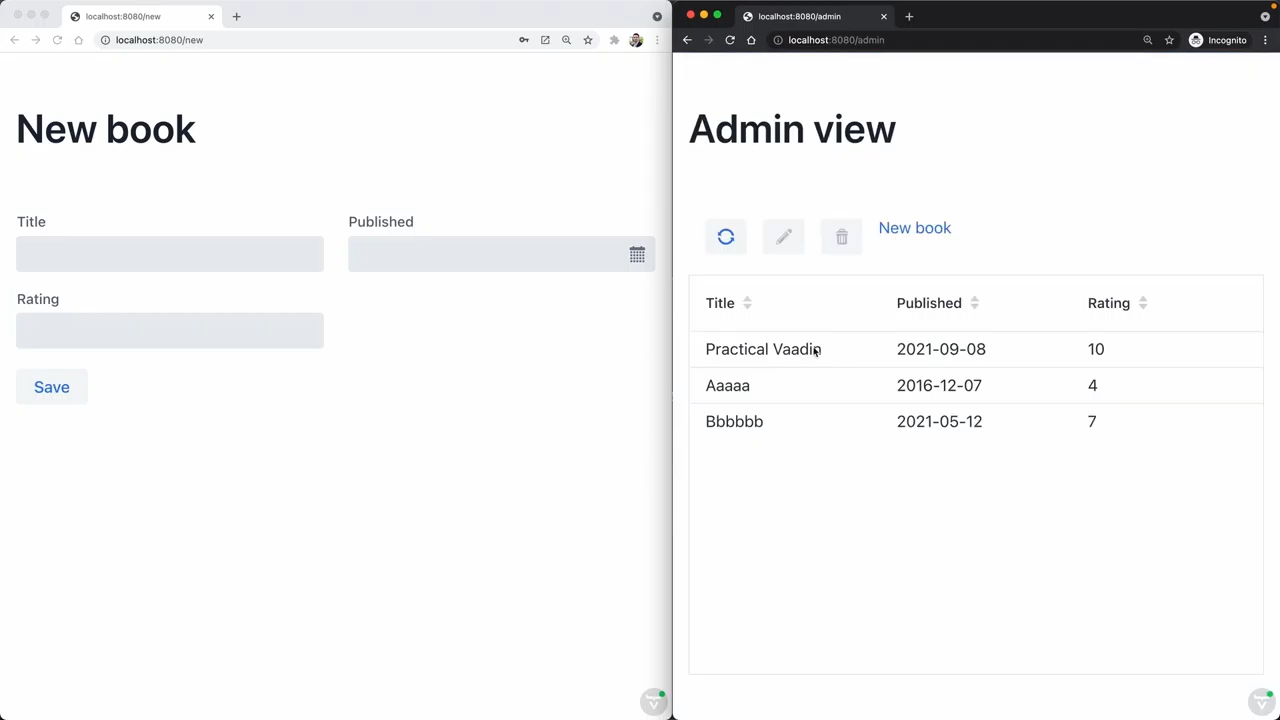 localhost:8080/new
localhost:8080/new
New book
Title
Published
Rating
Save
localhost:8080/admin
localhost:8080/admin
Incognito
Admin view
New book
Title Published Rating
Practical Vaadin 2021-09-08 10
Aaaaa 2016-12-07 4
Bbbbbb 2021-05-12 7